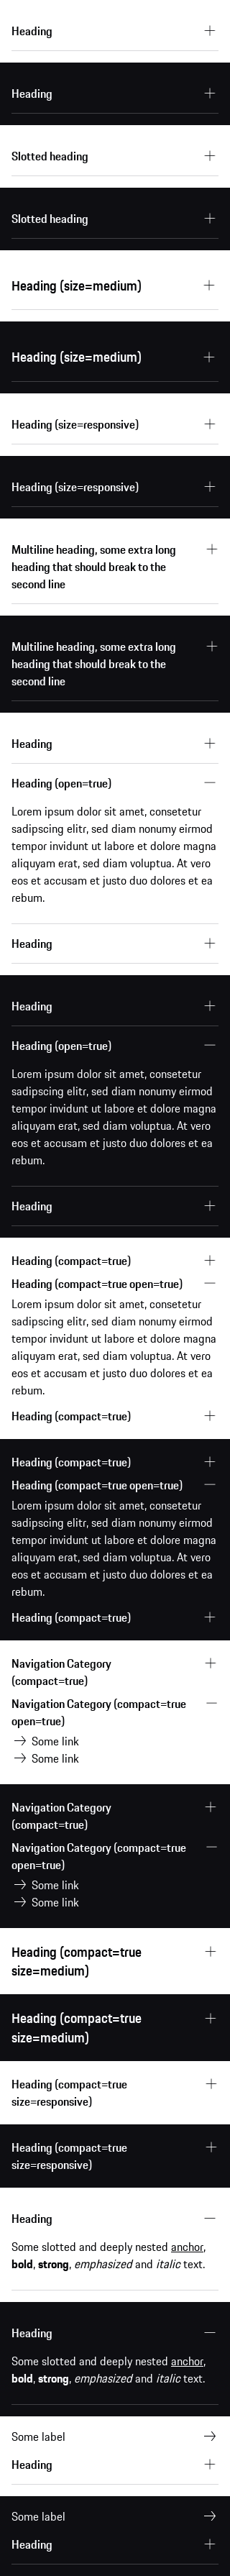 Heading
Heading
Slotted heading
Slotted heading
Heading (size=medium)
Heading (size=medium)
Heading (size=responsive)
Heading (size=responsive)
Multiline heading, some extra long
heading that should break to the
second line
Multiline heading, some extra long
heading that should break to the
second line
Heading
Heading (open=true)
Lorem ipsum dolor sit amet, consetetur
sadipscing elitr, sed diam nonumy eirmod
tempor invidunt ut labore et dolore magna
aliquyam erat, sed diam voluptua. At vero
eos et accusam et justo duo dolores et ea
rebum.
Heading
Heading
Heading (open=true)
Lorem ipsum dolor sit amet, consetetur
sadipscing elitr, sed diam nonumy eirmod
tempor invidunt ut labore et dolore magna
aliquyam erat, sed diam voluptua. At vero
eos et accusam et justo duo dolores et ea
rebum.
Heading
Heading (compact=true)
Heading (compact=true open=true)
Lorem ipsum dolor sit amet, consetetur
sadipscing elitr, sed diam nonumy eirmod
tempor invidunt ut labore et dolore magna
aliquyam erat, sed diam voluptua. At vero
eos et accusam et justo duo dolores et ea
rebum.
Heading (compact=true)
Heading (compact=true)
Heading (compact=true open=true)
Lorem ipsum dolor sit amet, consetetur
sadipscing elitr, sed diam nonumy eirmod
tempor invidunt ut labore et dolore magna
aliquyam erat, sed diam voluptua. At vero
eos et accusam et justo duo dolores et ea
rebum.
Heading (compact=true)
Navigation Category
(compact=true)
Navigation Category (compact=true
open=true)
Some link
Some link
Navigation Category
(compact=true)
Navigation Category (compact=true
open=true)
Some link
Some link
Heading (compact=true
size=medium)
Heading (compact=true
size=medium)
Heading (compact=true
size=responsive)
Heading (compact=true
size=responsive)
Heading
Some slotted and deeply nested anchor,
bold, strong, emphasized and italic text.
Heading
Some slotted and deeply nested anchor,
bold, strong, emphasized and italic text.
Some label
Heading
Some label
Heading